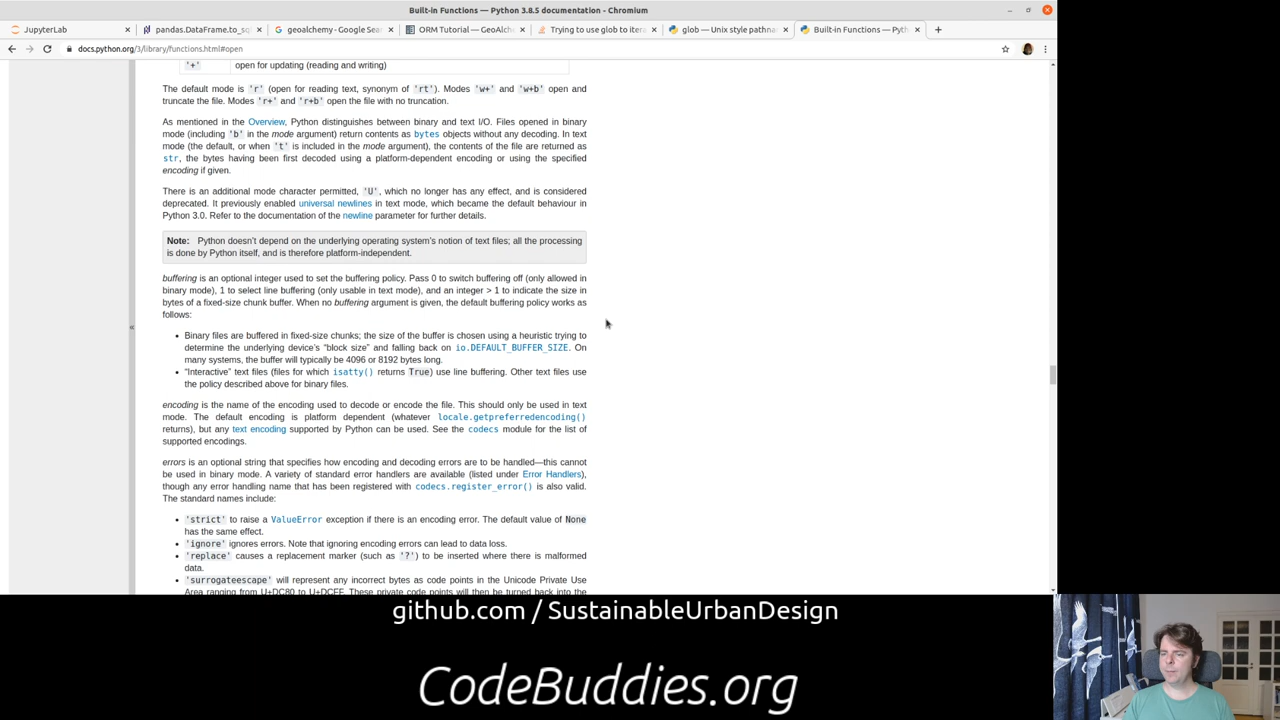 Built-in Functions — Python 3.8.5 documentation - Chromium
JupyterLab
pandas.DataFrame.to_sq
geoalchemy - Google Sear
ORM Tutorial — GeoAlche
Trying to use glob to itera
glob — Unix style pathna
Built-in Functions — Pyth
docs.python.org/3/library/functions.html#open
'+' open for updating (reading and writing)
The default mode is 'r' (open for reading text, synonym of 'rt'). Modes 'w+' and 'w+b' open and
truncate the file. Modes 'r+' and 'r+b' open the file with no truncation.
As mentioned in the Overview, Python distinguishes between binary and text I/O. Files opened in binary
mode (including 'b' in the mode argument) return contents as bytes objects without any decoding. In text
mode (the default, or when 't' is included in the mode argument), the contents of the file are returned as
str, the bytes having been first decoded using a platform-dependent encoding or using the specified
encoding if given.
There is an additional mode character permitted, 'U', which no longer has any effect, and is considered
deprecated. It previously enabled universal newlines in text mode, which became the default behaviour in
Python 3.0. Refer to the documentation of the newline parameter for further details.
Note: Python doesn't depend on the underlying operating system's notion of text files; all the processing
is done by Python itself, and is therefore platform-independent.
buffering is an optional integer used to set the buffering policy. Pass 0 to switch buffering off (only allowed in
binary mode), 1 to select line buffering (only usable in text mode), and an integer > 1 to indicate the size in
bytes of a fixed-size chunk buffer. When no buffering argument is given, the default buffering policy works as
follows:
• Binary files are buffered in fixed-size chunks; the size of the buffer is chosen using a heuristic trying to
determine the underlying device's “block size” and falling back on io.DEFAULT_BUFFER_SIZE. On
many systems, the buffer will typically be 4096 or 8192 bytes long.
• “Interactive” text files (files for which isatty() returns True) use line buffering. Other text files use
the policy described above for binary files.
encoding is the name of the encoding used to decode or encode the file. This should only be used in text
mode. The default encoding is platform dependent (whatever locale.getpreferredencoding()
returns), but any text encoding supported by Python can be used. See the codecs module for the list of
supported encodings.
errors is an optional string that specifies how encoding and decoding errors are to be handled—this cannot
be used in binary mode. A variety of standard error handlers are available (listed under Error Handlers),
though any error handling name that has been registered with codecs.register_error() is also valid.
The standard names include:
• 'strict' to raise a ValueError exception if there is an encoding error. The default value of None
has the same effect.
• 'ignore' ignores errors. Note that ignoring encoding errors can lead to data loss.
• 'replace' causes a replacement marker (such as '?') to be inserted where there is malformed
data.
• 'surrogateescape' will represent any incorrect bytes as code points in the Unicode Private Use
Area ranging from U+DC80 to U+DCFF. These private code points will then be turned back into the
github.com / SustainableUrbanDesign
CodeBuddies.org